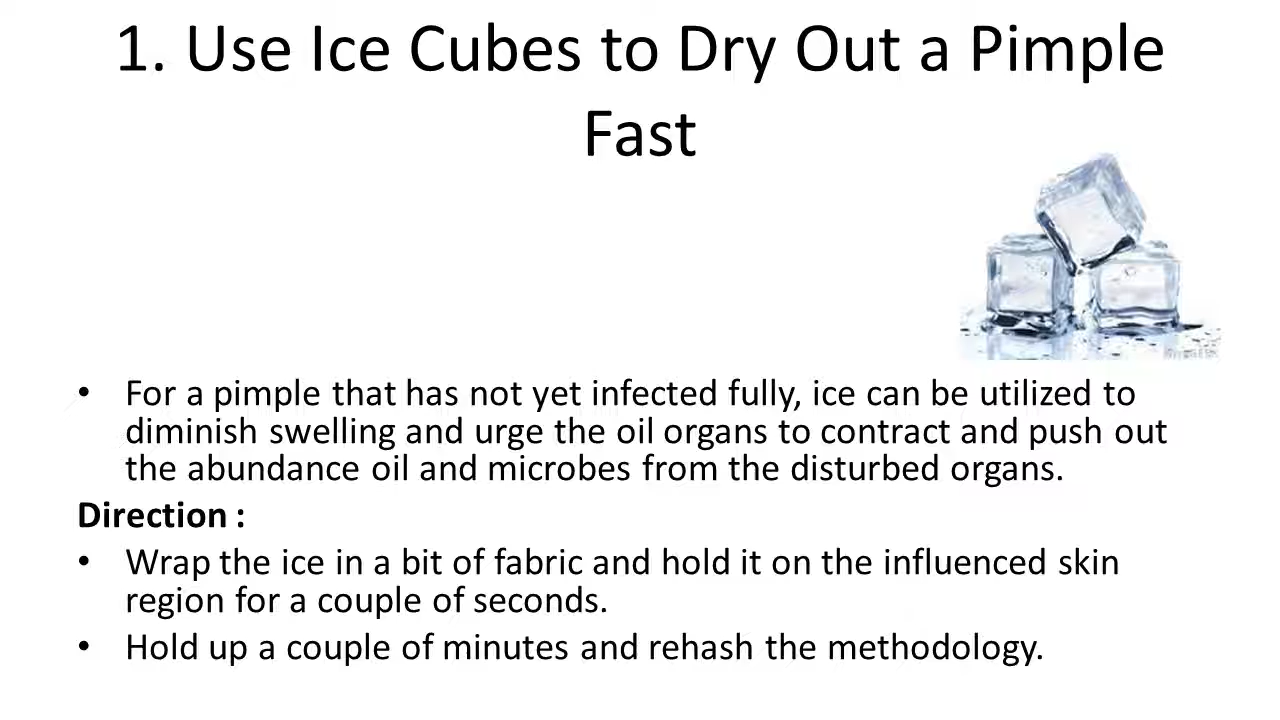 1. Use Ice Cubes to Dry Out a Pimple
Fast
• For a pimple that has not yet infected fully, ice can be utilized to
diminish swelling and urge the oil organs to contract and push out
the abundance oil and microbes from the disturbed organs.
Direction :
• Wrap the ice in a bit of fabric and hold it on the influenced skin
region for a couple of seconds.
• Hold up a couple of minutes and rehash the methodology.